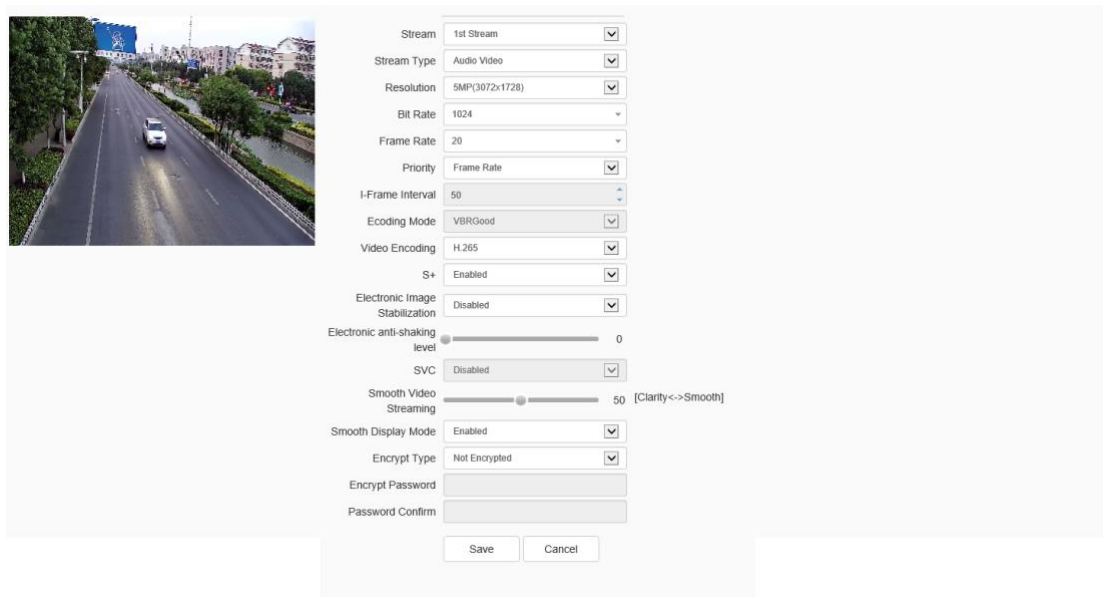 Stream 1st Stream
Stream Type Audio Video
Resolution 5MP(3072x1728)
Bit Rate 1024
Frame Rate 20
Priority Frame Rate
I-Frame Interval 50
Ecoding Mode VBRGood
Video Encoding H.265
S+ Enabled
Electronic Image
Stabilization Disabled
Electronic anti-shaking
level 0
SVC Disabled
Smooth Video
Streaming 50 [Clarity<->Smooth]
Smooth Display Mode Enabled
Encrypt Type Not Encrypted
Encrypt Password
Password Confirm
Save Cancel